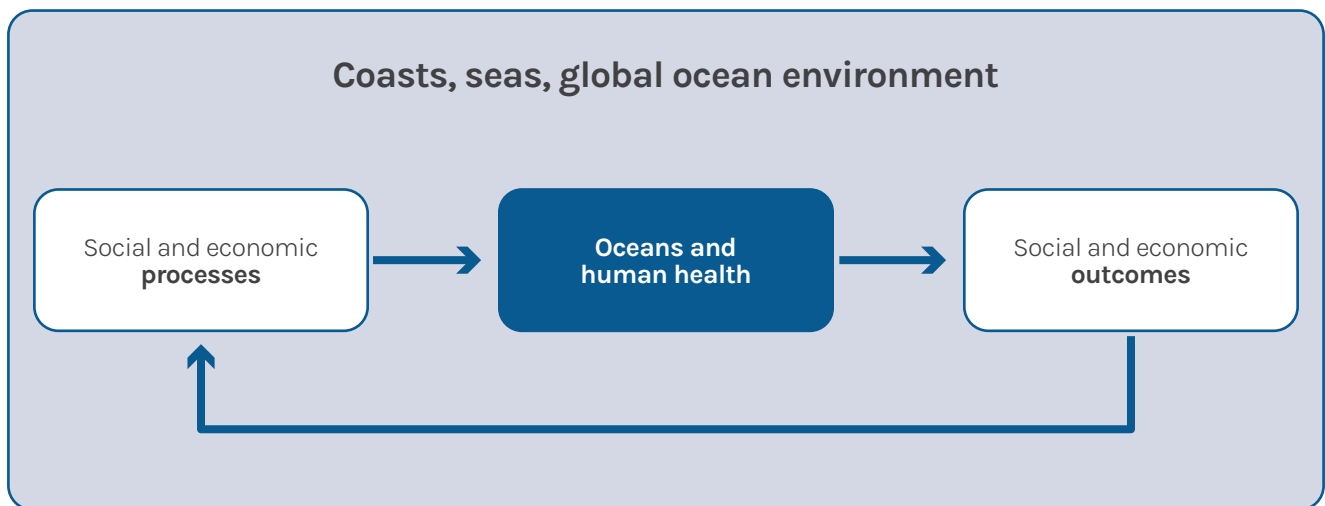 Coasts, seas, global ocean environment
Social and economic
processes
Oceans and
human health
Social and economic
outcomes